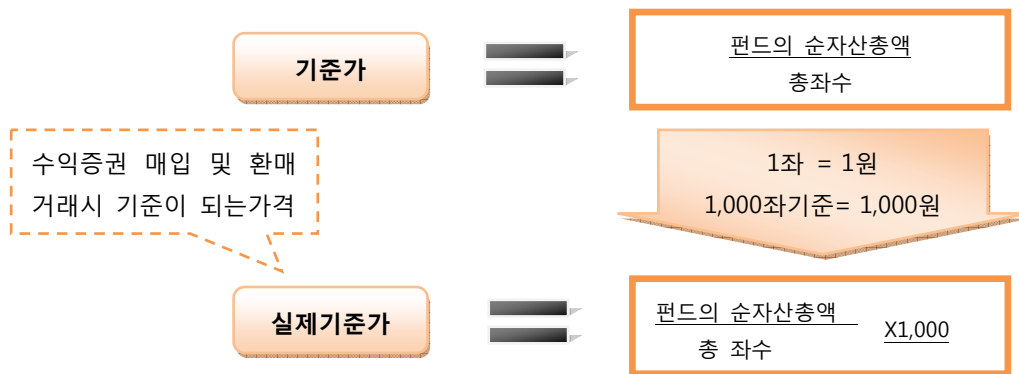 기준가
펀드의 순자산총액
총좌수
수익증권 매입 및 환매
거래시 기준이 되는가격
1좌 = 1원
1,000좌기준= 1,000원
실제기준가
펀드의 순자산총액
총 좌수
X1,000